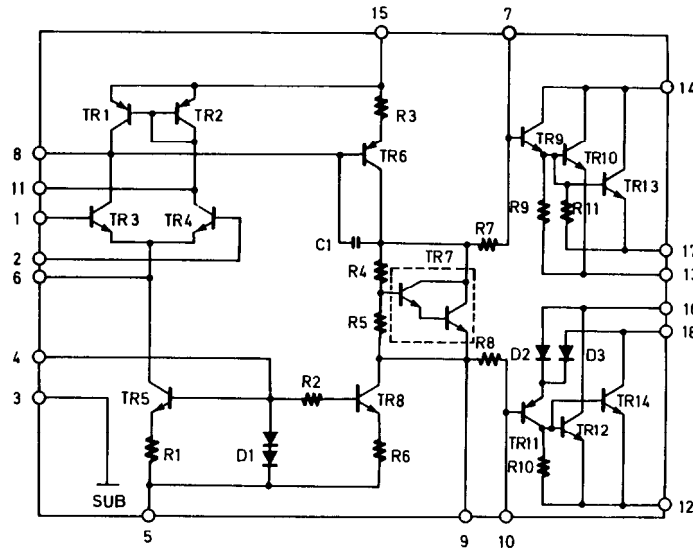 15
7
14
TR1
TR2
R3
TR9
TR10
TR13
8
TR6
11
R9
R11
1
TR3
TR4
R7
2
C1
TR7
17
6
R4
13
16
R5
R8
18
4
D2
D3
3
TR5
R2
TR8
TR14
TR11
TR12
R1
D1
R6
R10
SUB
12
5
9
10